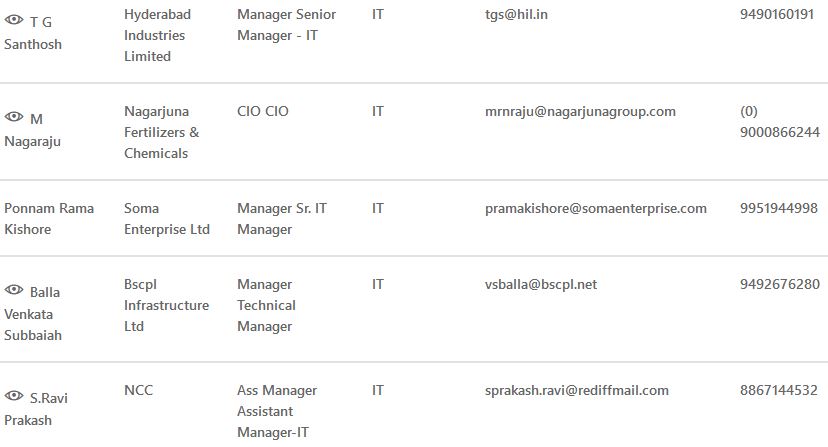 T G Santhosh Hyderabad Industries Limited Manager Senior Manager - IT IT tgs@hil.in 9490160191
M Nagaraju Nagarjuna Fertilizers & Chemicals CIO CIO IT mrnraju@nagarjunagroup.com (0) 9000866244
Ponnam Rama Kishore Soma Enterprise Ltd Manager Sr. IT Manager IT pramakishore@somaenterprise.com 9951944998
Balla Venkata Subbaiah Bscpl Infrastructure Ltd Manager Technical Manager IT vsballa@bscpl.net 9492676280
S.Ravi Prakash NCC Ass Manager Assistant Manager-IT IT sprakash.ravi@rediffmail.com 8867144532